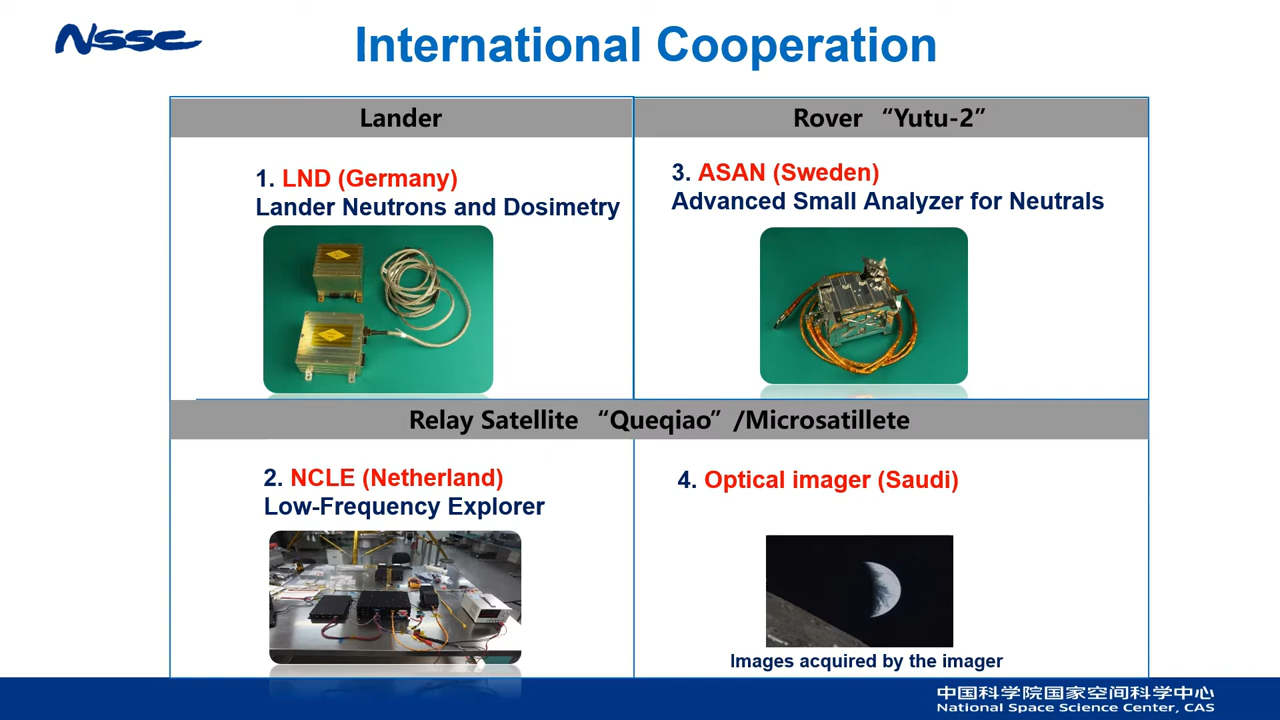 NSSC
International Cooperation
Lander
Rover “Yutu-2”
1. LND (Germany)
Lander Neutrons and Dosimetry
3. ASAN (Sweden)
Advanced Small Analyzer for Neutrals
Relay Satellite “Queqiao” /Microsatillete
2. NCLE (Netherland)
Low-Frequency Explorer
4. Optical imager (Saudi)
Images acquired by the imager
中国科学院国家空间科学中心
National Space Science Center, CAS